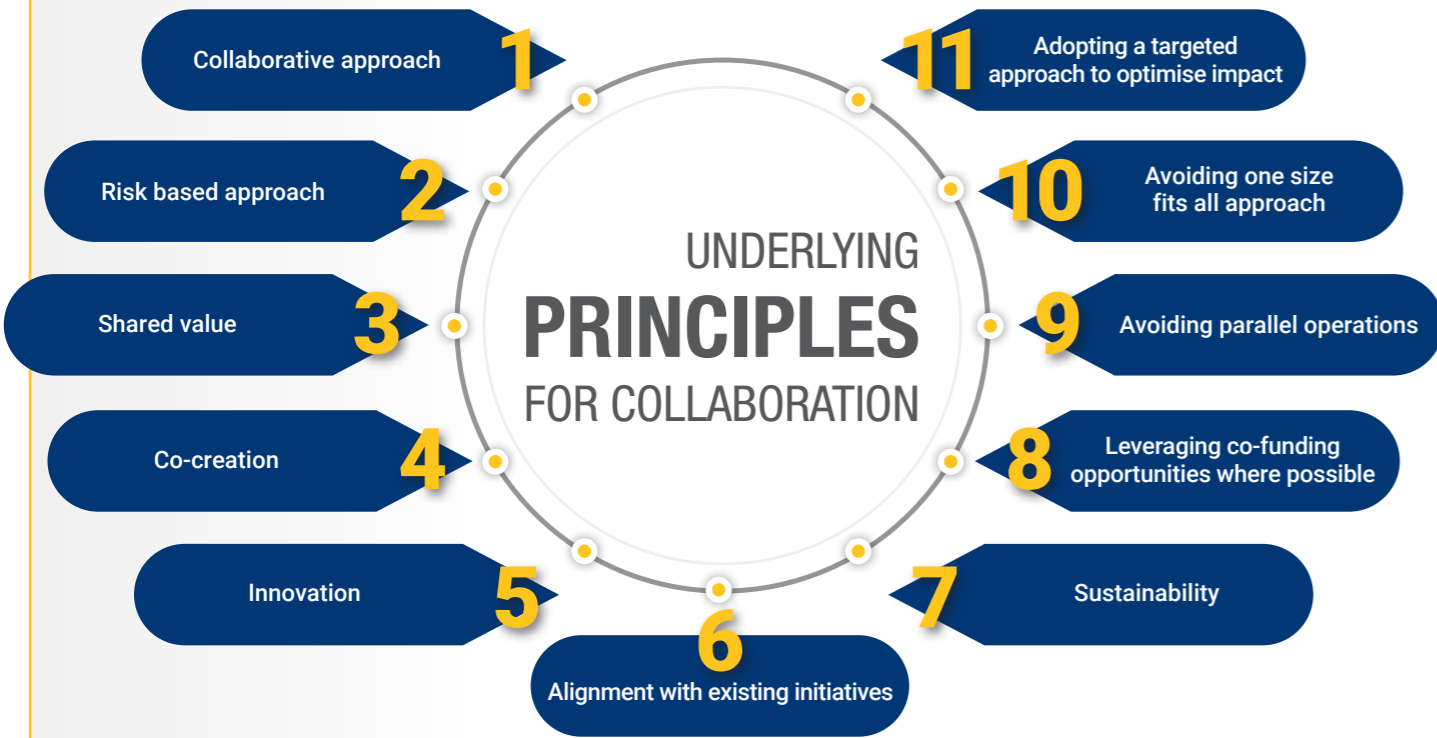 UNDERLYING
PRINCIPLES
FOR COLLABORATION
1
Collaborative approach
2
Risk based approach
3
Shared value
4
Co-creation
5
Innovation
6
Alignment with existing initiatives
7
Sustainability
8
Leveraging co-funding
opportunities where possible
9
Avoiding parallel operations
10
Avoiding one size
fits all approach
11
Adopting a targeted
approach to optimise impact